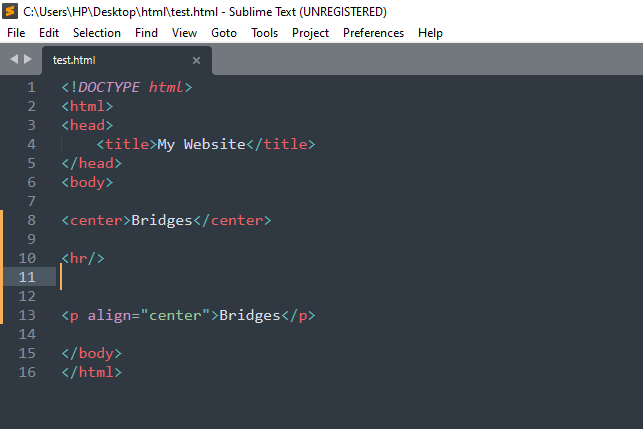 C:\Users\HP\Desktop\html\test.html - Sublime Text (UNREGISTERED)
File Edit Selection Find View Goto Tools Project Preferences Help
test.html ×
1 <!DOCTYPE html>
2 <html>
3 <head>
4     <title>My Website</title>
5 </head>
6 <body>
7
8 <center>Bridges</center>
9
10 <hr/>
11
12
13 <p align="center">Bridges</p>
14
15 </body>
16 </html>